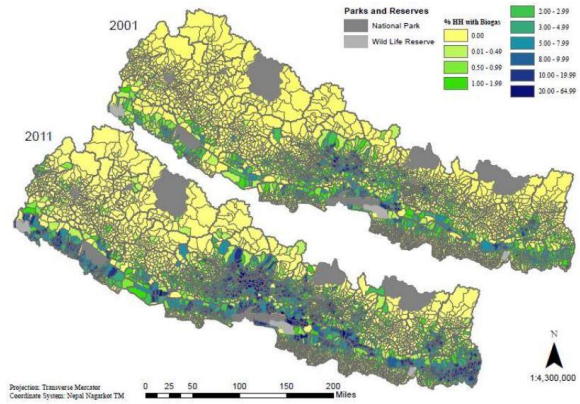 2001
2011
Parks and Reserves
National Park
Wild Life Reserve
% HH with Biogas
0.00
0.01 - 0.49
0.50 - 0.99
1.00 - 1.99
2.00 - 2.99
3.00 - 4.99
5.00 - 7.99
8.00 - 9.99
10.00 - 19.99
20.00 - 64.99
N
1:4,300,000
Projection: Transverse Mercator
Coordinate System: Nepal Nagarkot TM
0 25 50 100 150 200
Miles